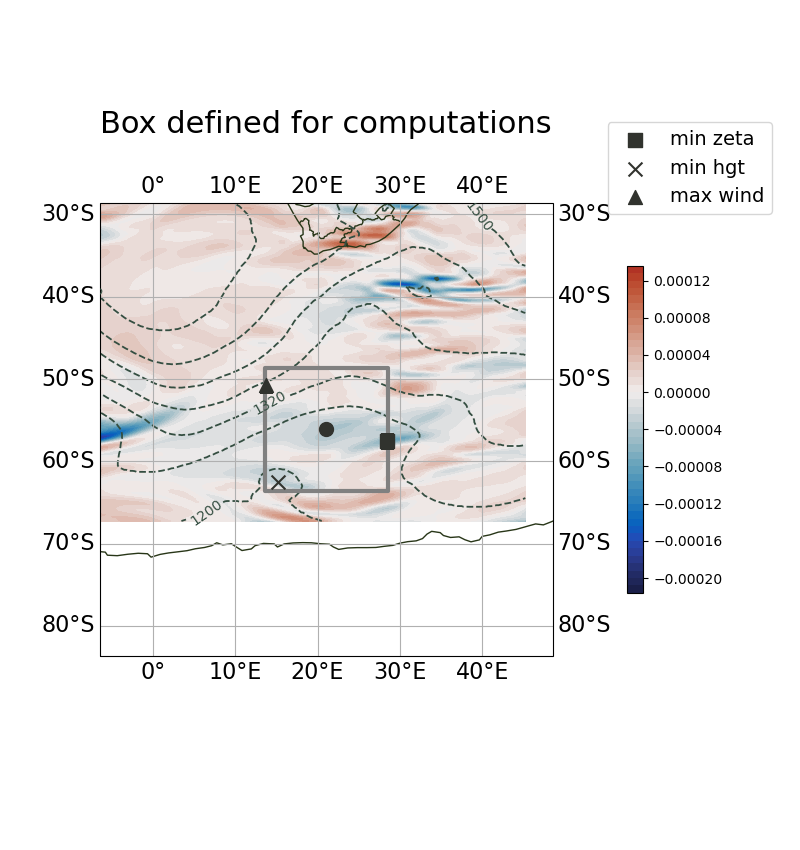 Box defined for computations
min zeta
min hgt
max wind
0° 10°E 20°E 30°E 40°E
30°S 30°S
1500
40°S 40°S
50°S 50°S
1320
60°S 60°S
1200
70°S 70°S
80°S 80°S
0° 10°E 20°E 30°E 40°E
0.00012
0.00008
0.00004
0.00000
−0.00004
−0.00008
−0.00012
−0.00016
−0.00020